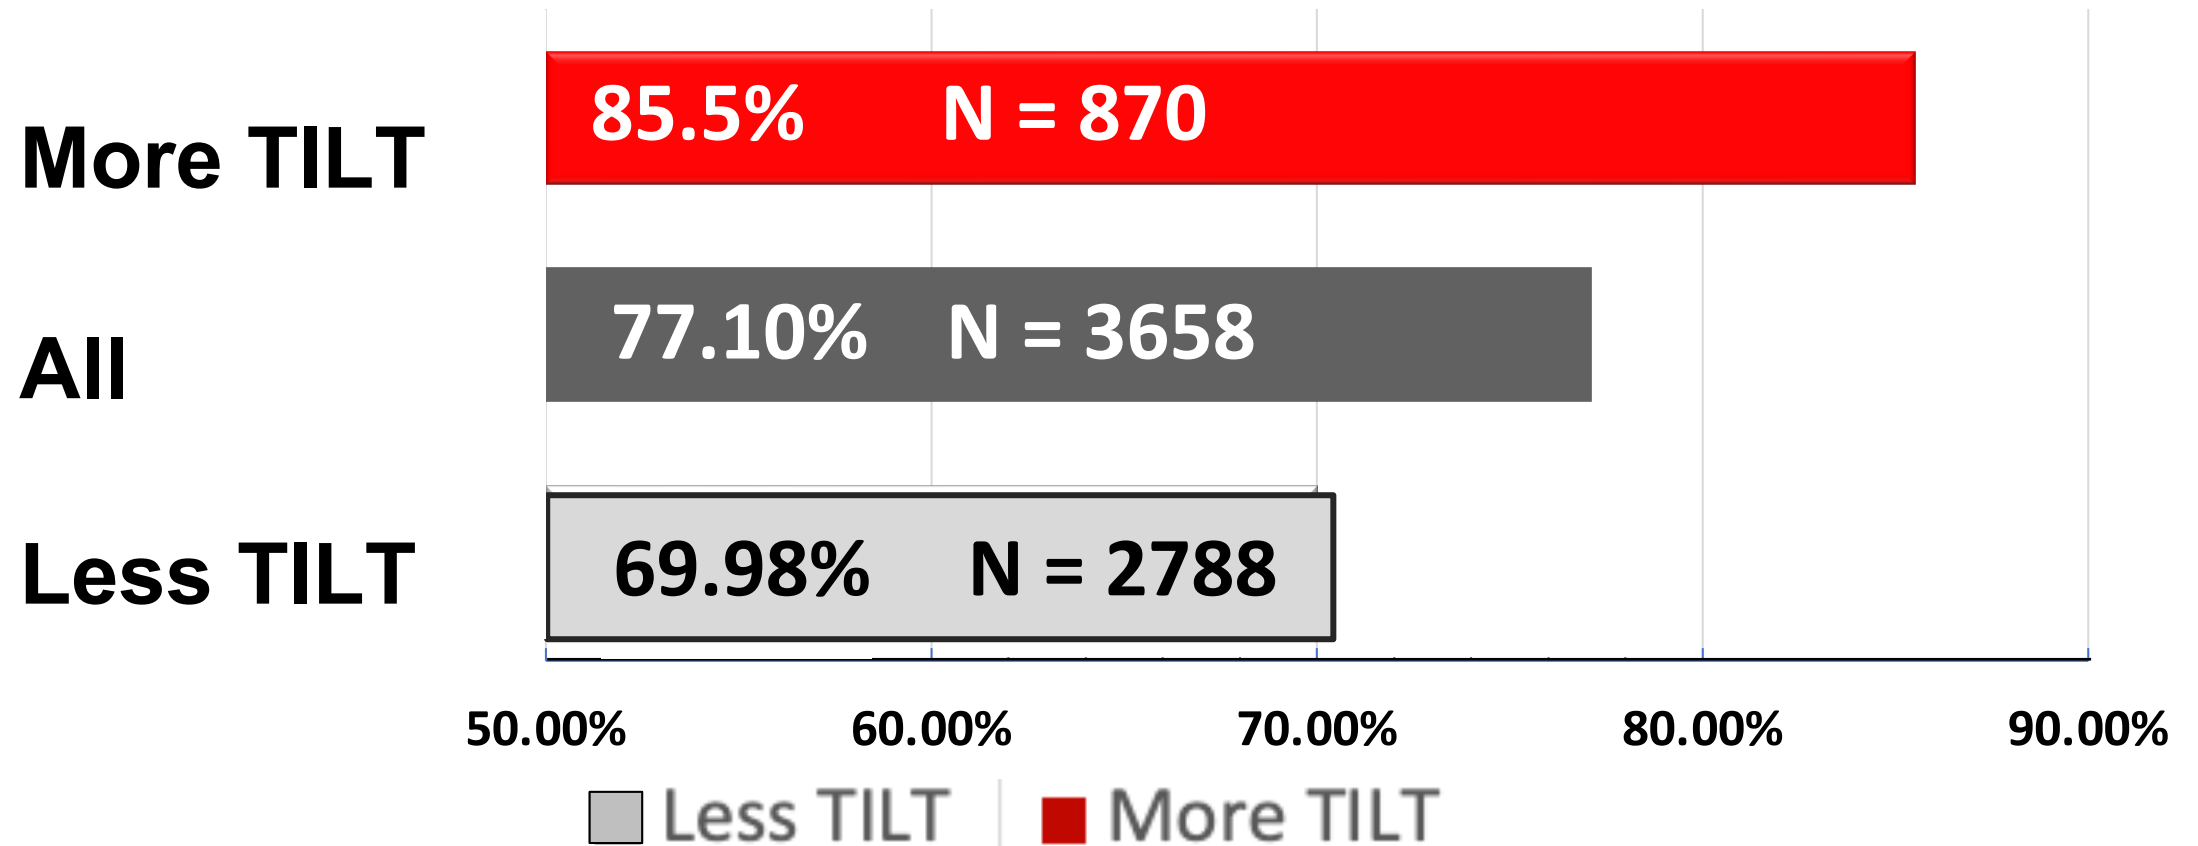 More TILT 85.5% N = 870
All 77.10% N = 3658
Less TILT 69.98% N = 2788
50.00% 60.00% 70.00% 80.00% 90.00%
Less TILT More TILT